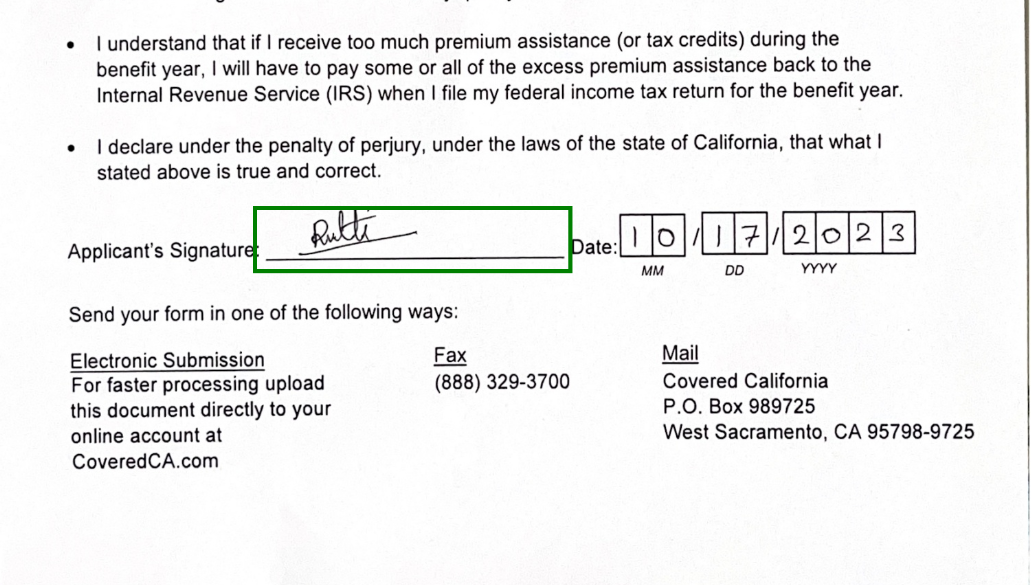 • I understand that if I receive too much premium assistance (or tax credits) during the
benefit year, I will have to pay some or all of the excess premium assistance back to the
Internal Revenue Service (IRS) when I file my federal income tax return for the benefit year.
• I declare under the penalty of perjury, under the laws of the state of California, that what I
stated above is true and correct.
Applicant's Signature: Date: 10/17/2023
MM DD YYYY
Send your form in one of the following ways:
Electronic Submission
For faster processing upload
this document directly to your
online account at
CoveredCA.com
Fax
(888) 329-3700
Mail
Covered California
P.O. Box 989725
West Sacramento, CA 95798-9725